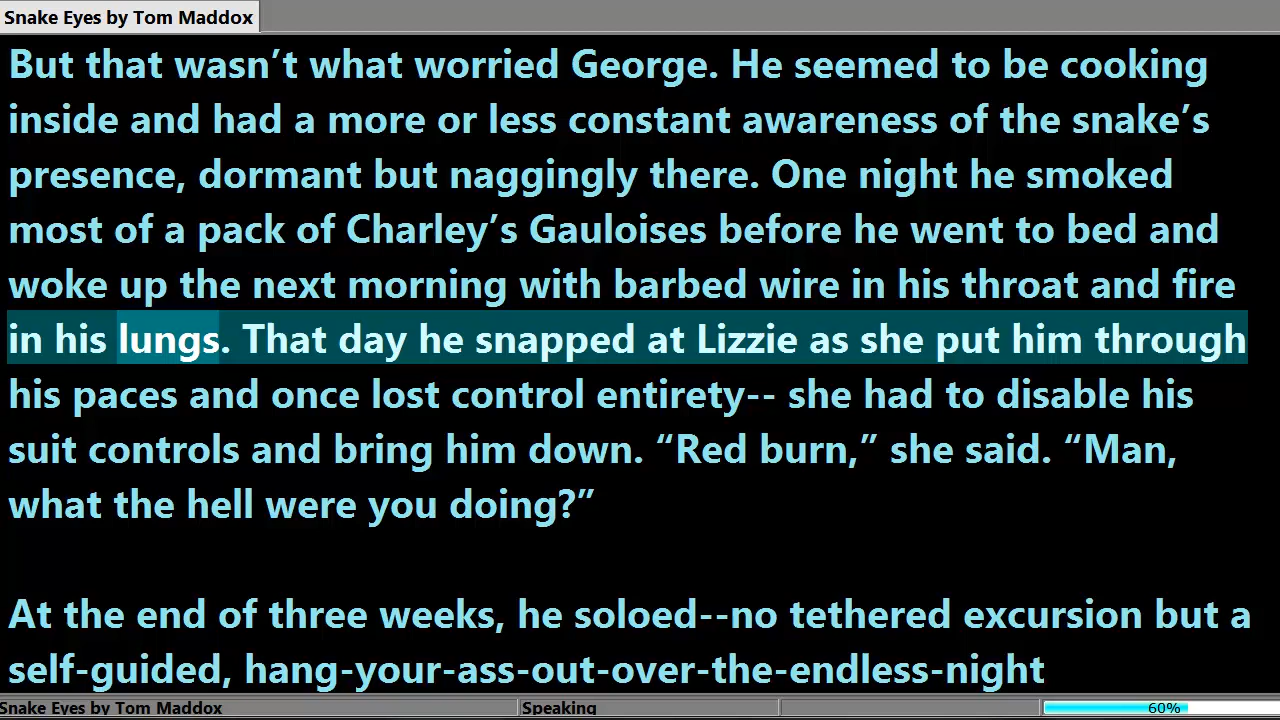 Snake Eyes by Tom Maddox
But that wasn’t what worried George. He seemed to be cooking
inside and had a more or less constant awareness of the snake’s
presence, dormant but naggingly there. One night he smoked
most of a pack of Charley’s Gauloises before he went to bed and
woke up the next morning with barbed wire in his throat and fire
in his lungs. That day he snapped at Lizzie as she put him through
his paces and once lost control entirety-- she had to disable his
suit controls and bring him down. “Red burn,” she said. “Man,
what the hell were you doing?”
At the end of three weeks, he soloed--no tethered excursion but a
self-guided, hang-your-ass-out-over-the-endless-night
Snake Eyes by Tom Maddox
Speaking
60%